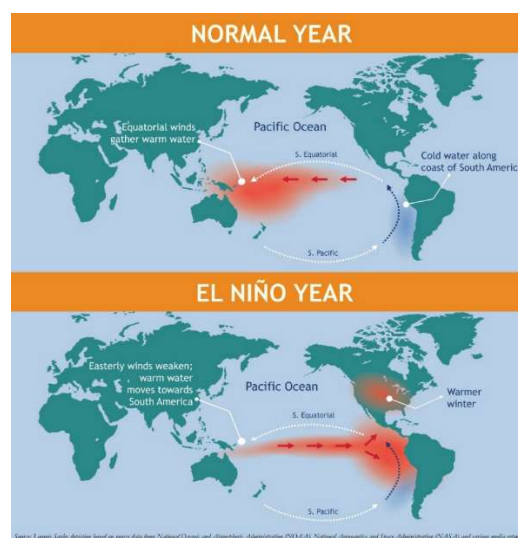 NORMAL YEAR
Equatorial winds
gather warm water
Pacific Ocean
S. Equatorial
Cold water along
coast of South Americ
S. Pacific
EL NIÑO YEAR
Easterly winds weaken;
warm water
moves towards
South America
Pacific Ocean
S. Equatorial
Warmer
winter
S. Pacific